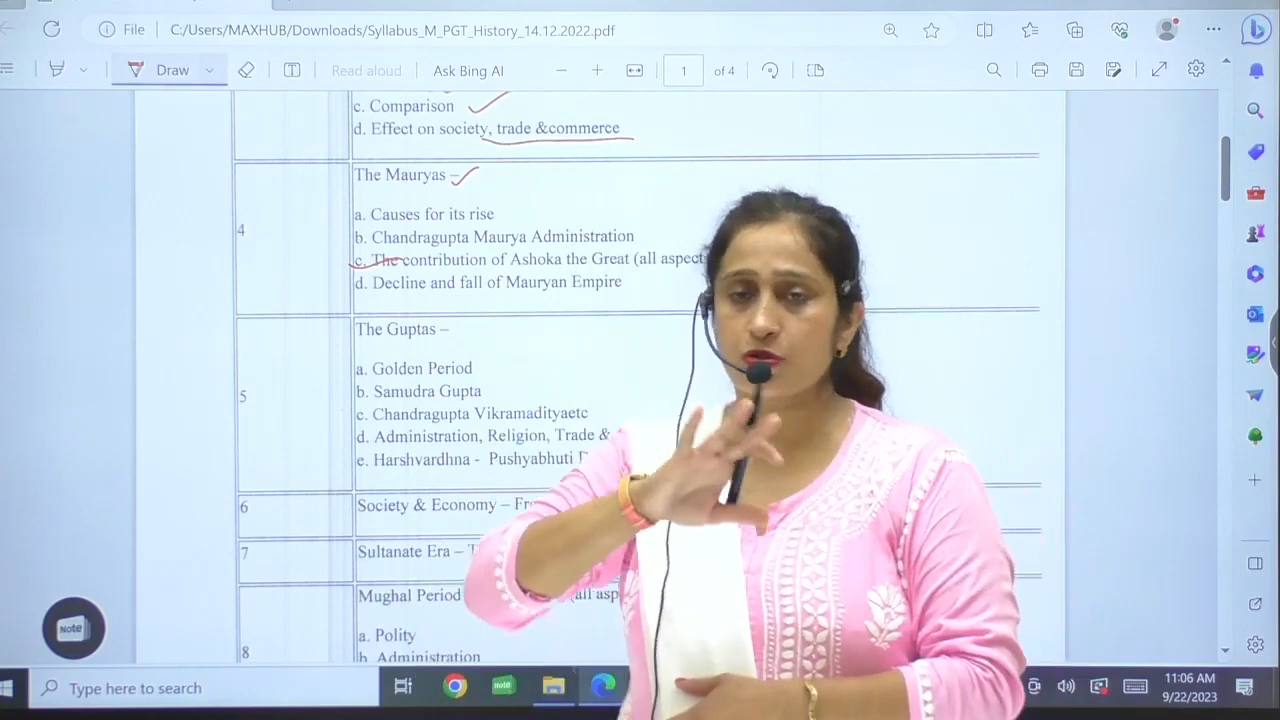 File
C:/Users/MAXHUB/Downloads/Syllabus_M_PGT_History_14.12.2022.pdf
Draw
Read aloud
Ask Bing AI
1
of 4
c. Comparison
d. Effect on society, trade &commerce
4
The Mauryas –
a. Causes for its rise
b. Chandragupta Maurya Administration
c. The contribution of Ashoka the Great (all aspect
d. Decline and fall of Mauryan Empire
5
The Guptas –
a. Golden Period
b. Samudra Gupta
c. Chandragupta Vikramadityaetc
d. Administration, Religion, Trade &
e. Harshvardhna - Pushyabhuti
6
Society & Economy –
7
Sultanate Era –
8
Mughal Period (all asp
a. Polity
b. Administration
Note
Type here to search
note
11:06 AM
9/22/2023